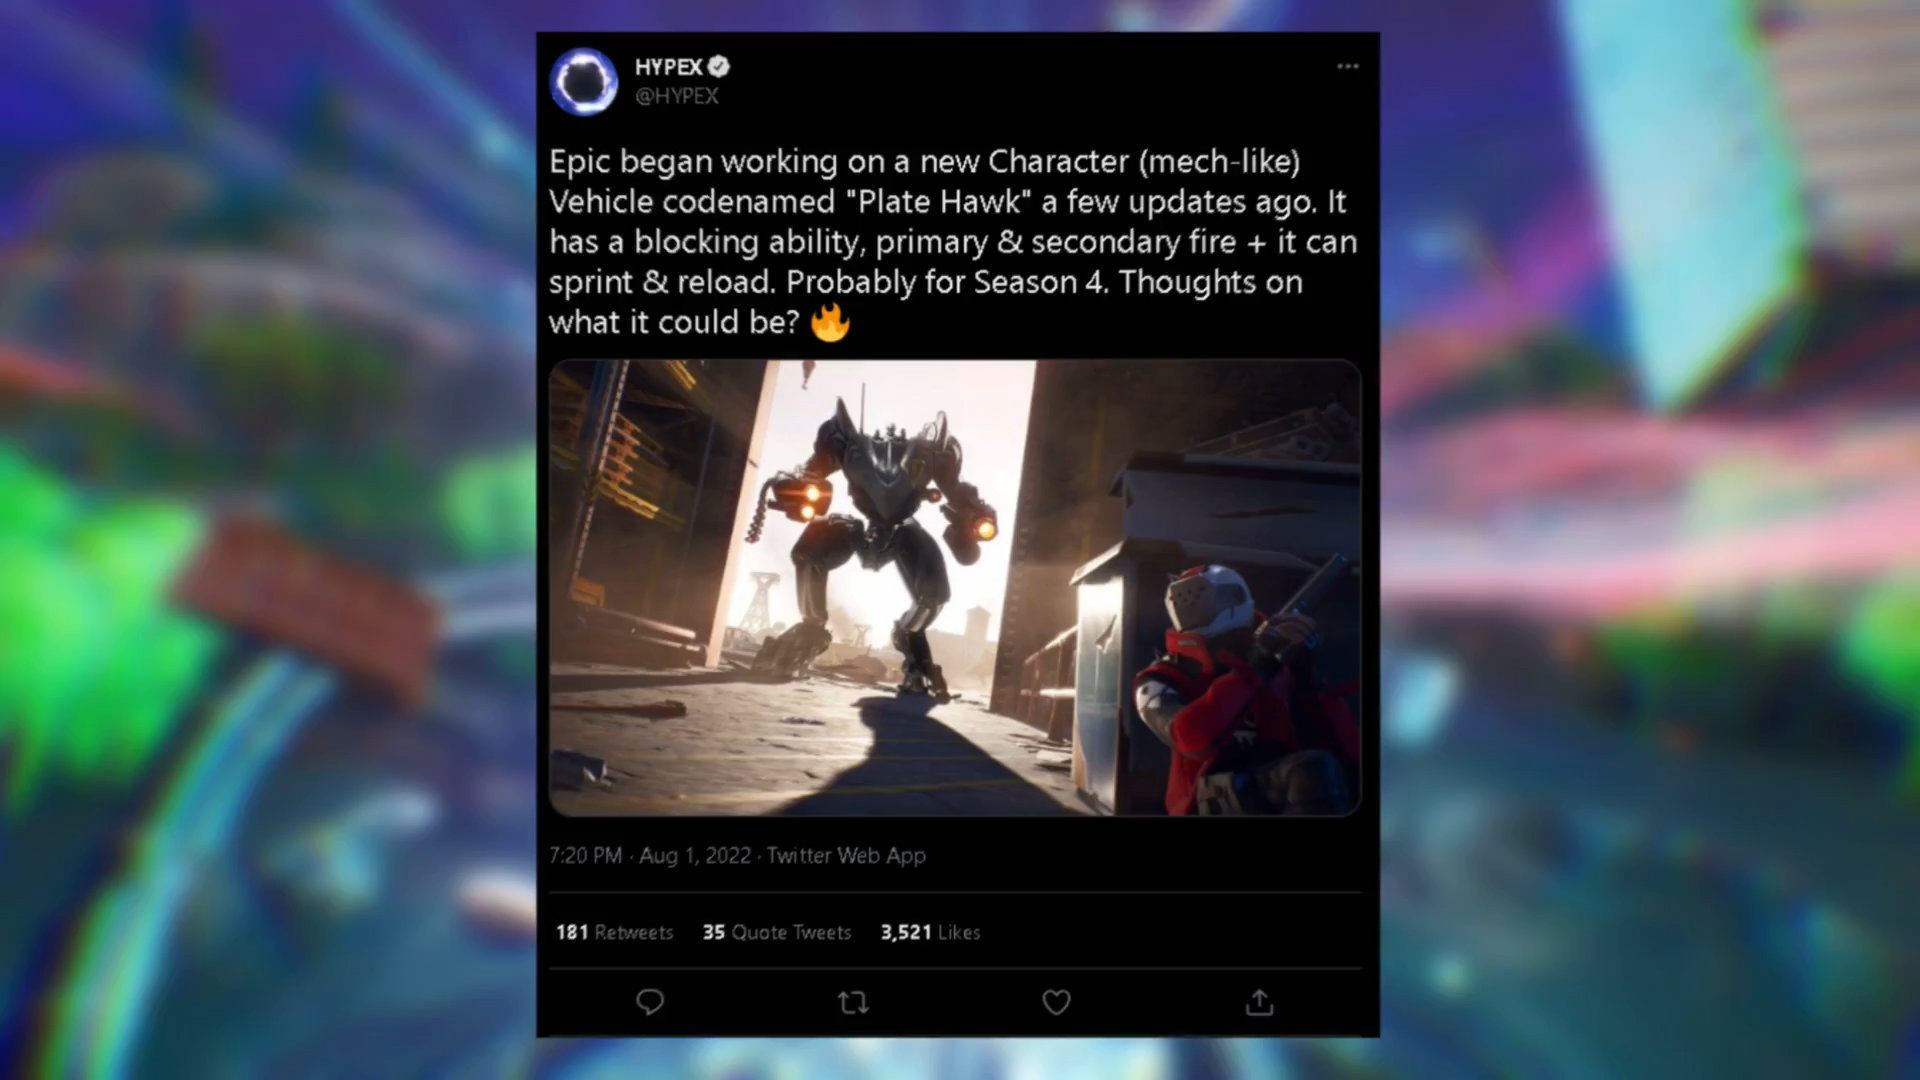 HYPEX
@HYPEX
Epic began working on a new Character (mech-like)
Vehicle codenamed "Plate Hawk" a few updates ago. It
has a blocking ability, primary & secondary fire + it can
sprint & reload. Probably for Season 4. Thoughts on
what it could be? 🔥
7:20 PM · Aug 1, 2022 · Twitter Web App
181 Retweets 35 Quote Tweets 3,521 Likes